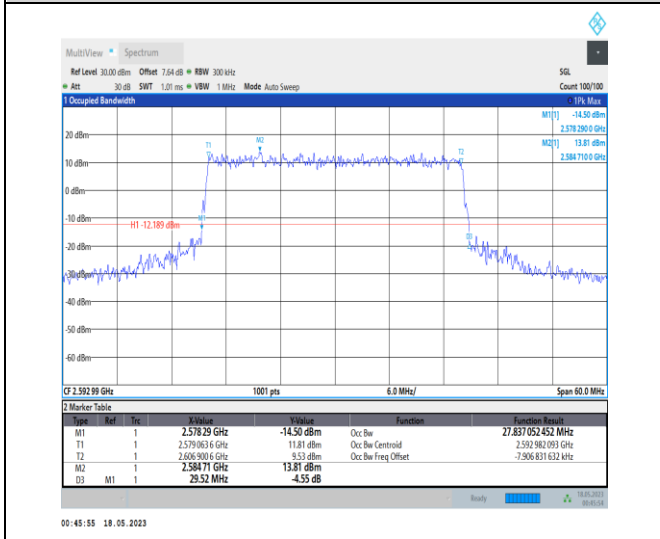 MultiView Spectrum
Ref Level 30.00 dBm Offset 7.64 dB RBW 300 kHz SGL
Att 30 dB SWT 1.01 ms VBW 1 MHz Mode Auto Sweep Count 100/100
1 Occupied Bandwidth 1Pk Max
M1[1] -14.50 dBm
2.578 290 0 GHz
M2[1] 13.81 dBm
2.584 710 0 GHz
20 dBm
T1 M2 T2
10 dBm
0 dBm
-10 dBm
M1
H1 -12.189 dBm
D3
-20 dBm
-30 dBm
-40 dBm
-50 dBm
-60 dBm
CF 2.592 99 GHz 1001 pts 6.0 MHz/ Span 60.0 MHz
2 Marker Table
Type Ref Trc X-Value Y-Value Function Function Result
M1 1 2.578 29 GHz -14.50 dBm Occ Bw 27.837 052 452 MHz
T1 1 2.579 063 6 GHz 11.81 dBm Occ Bw Centroid 2.592 982 093 GHz
T2 1 2.606 900 6 GHz 9.53 dBm Occ Bw Freq Offset -7.906 831 632 kHz
M2 1 2.584 71 GHz 13.81 dBm
D3 M1 1 29.52 MHz -4.55 dB
Ready 18.05.2023
00:45:54
00:45:55 18.05.2023